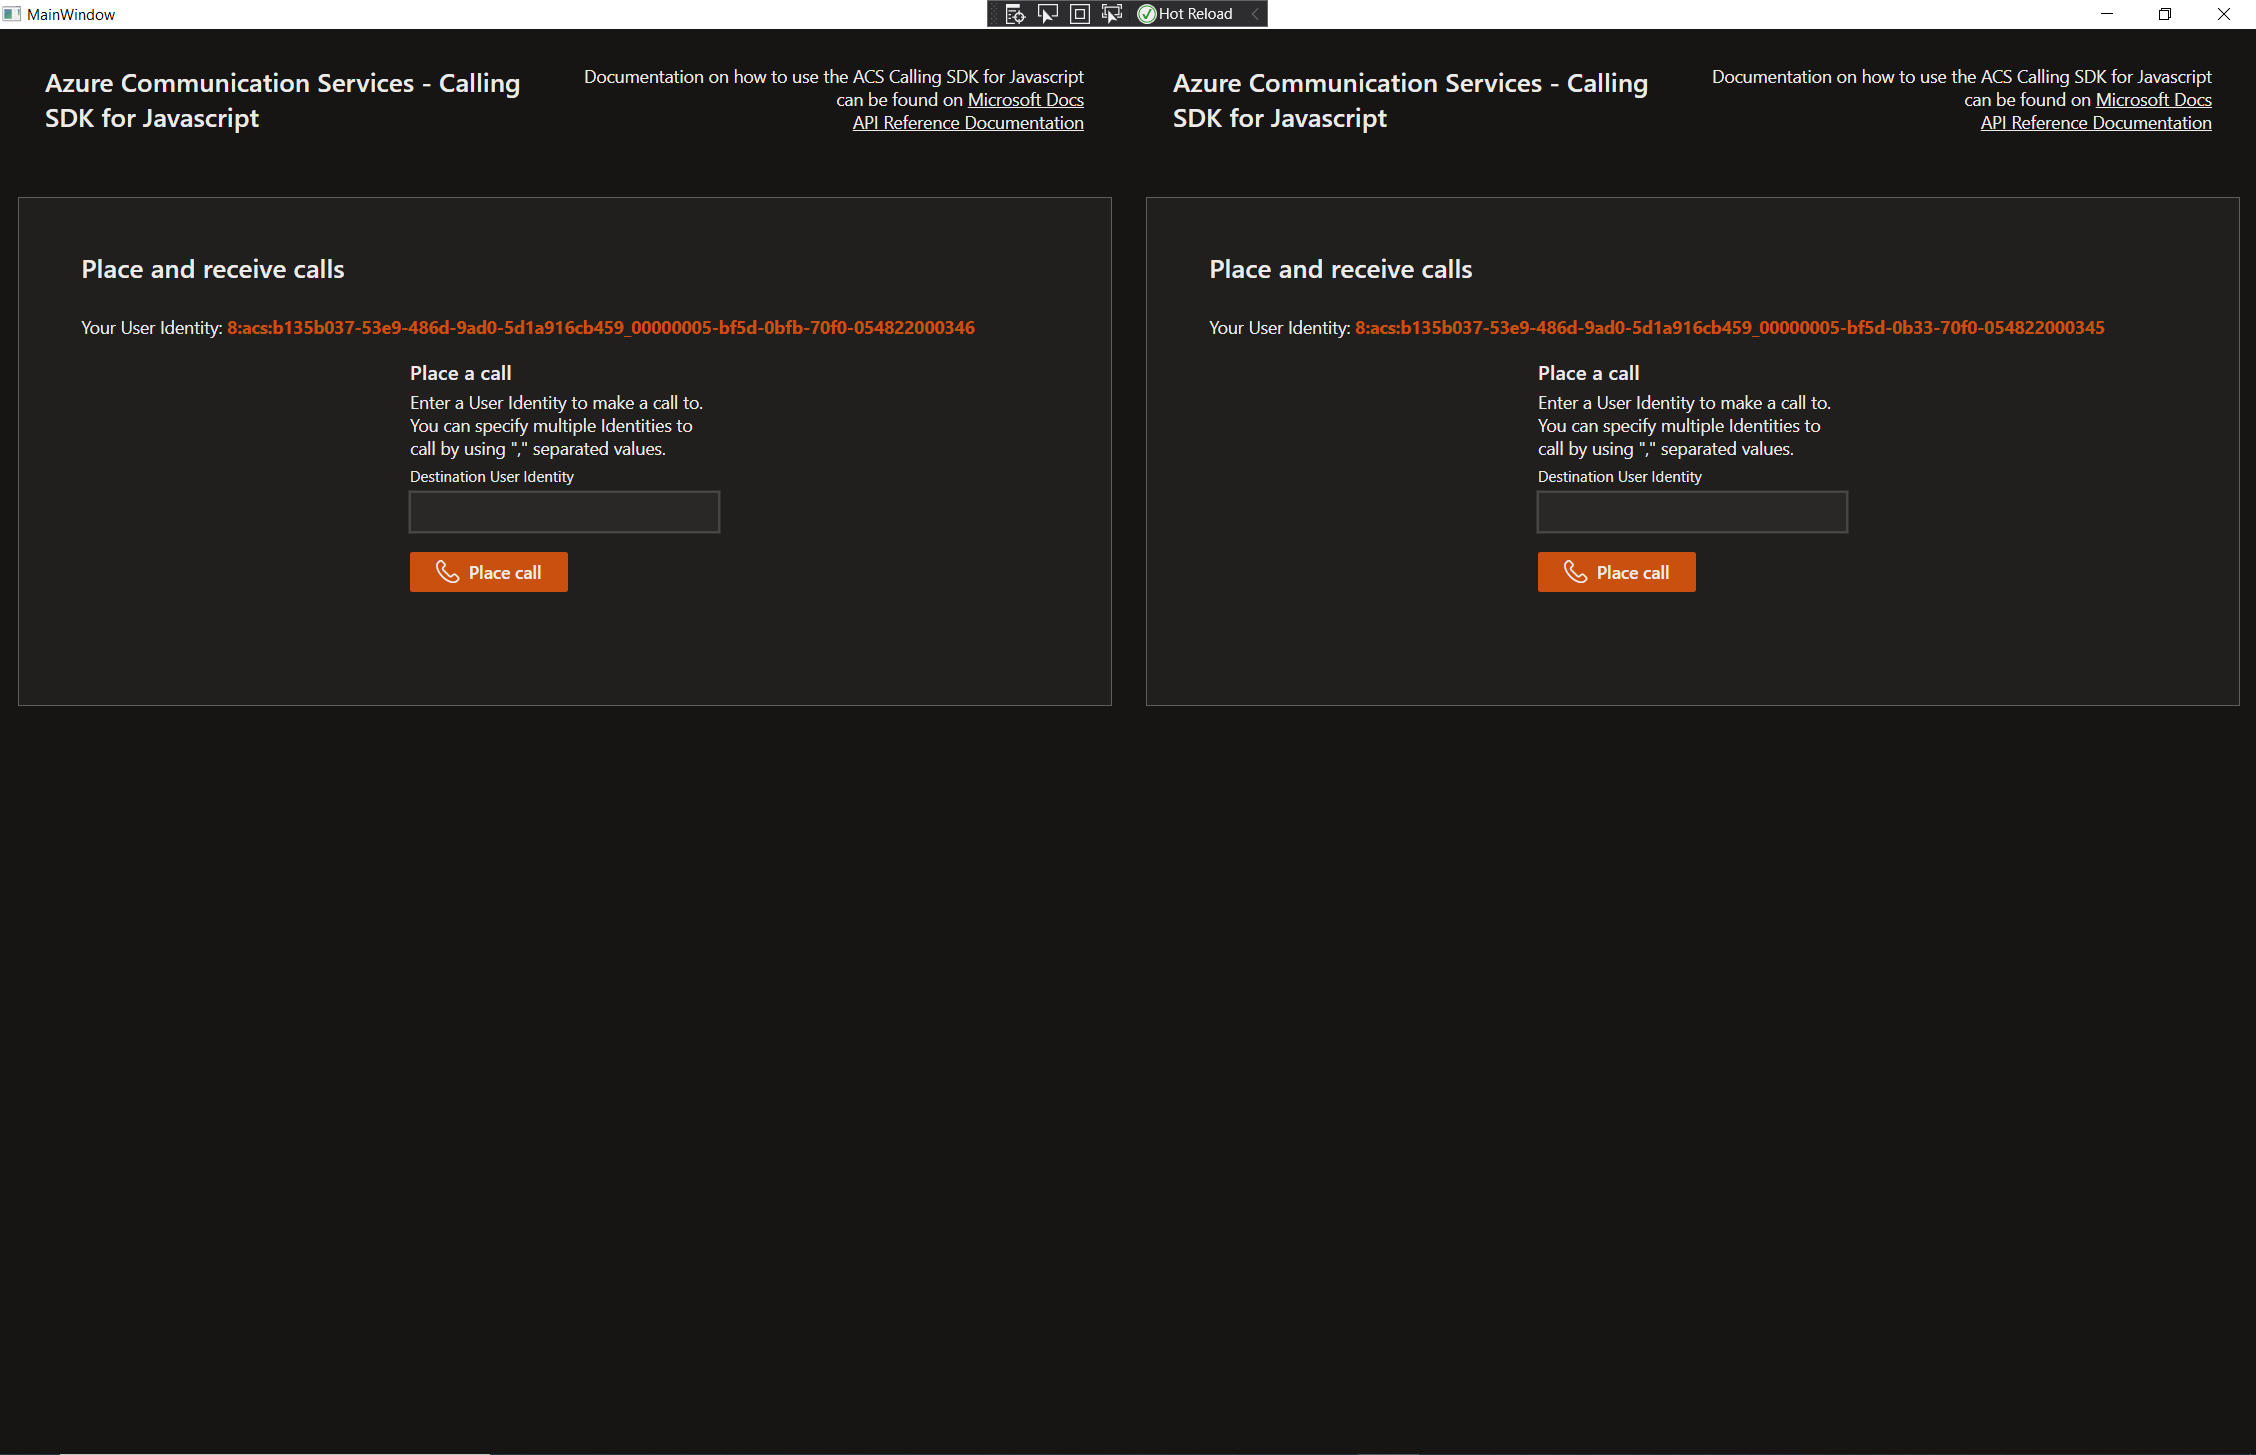 MainWindow
Hot Reload
Azure Communication Services - Calling
SDK for Javascript
Documentation on how to use the ACS Calling SDK for Javascript
can be found on Microsoft Docs
API Reference Documentation
Place and receive calls
Your User Identity: 8:acs:b135b037-53e9-486d-9ad0-5d1a916cb459_00000005-bf5d-0bfb-70f0-054822000346
Place a call
Enter a User Identity to make a call to.
You can specify multiple Identities to
call by using "," separated values.
Destination User Identity
Place call
Azure Communication Services - Calling
SDK for Javascript
Documentation on how to use the ACS Calling SDK for Javascript
can be found on Microsoft Docs
API Reference Documentation
Place and receive calls
Your User Identity: 8:acs:b135b037-53e9-486d-9ad0-5d1a916cb459_00000005-bf5d-0b33-70f0-054822000345
Place a call
Enter a User Identity to make a call to.
You can specify multiple Identities to
call by using "," separated values.
Destination User Identity
Place call